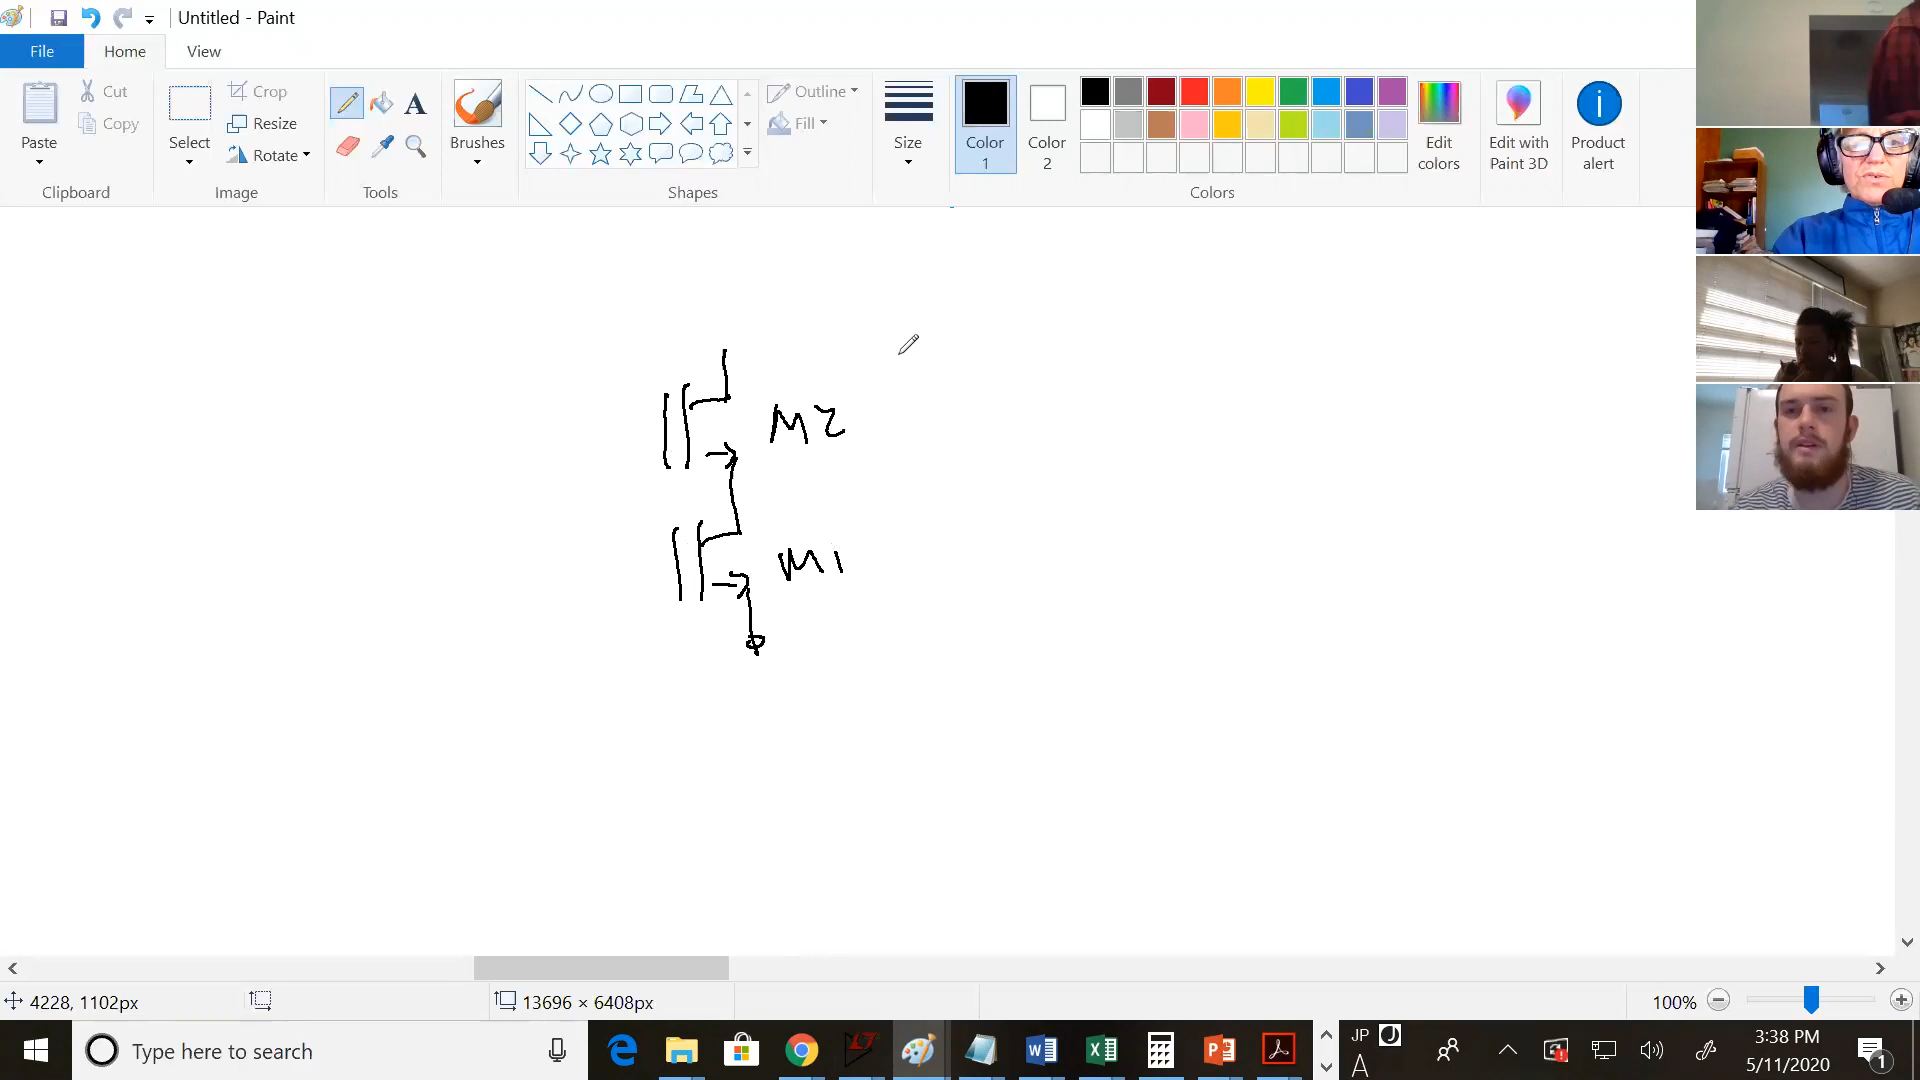 Untitled - Paint
File Home View
Paste Cut Copy
Clipboard
Select Crop Resize Rotate
Image
Tools
Brushes
Shapes
Outline Fill
Size
Color 1
Color 2
Colors
Edit colors
Edit with Paint 3D
Product alert
M2
M1
4228, 1102px
13696 × 6408px
100%
Type here to search
JP
A
3:38 PM
5/11/2020
1